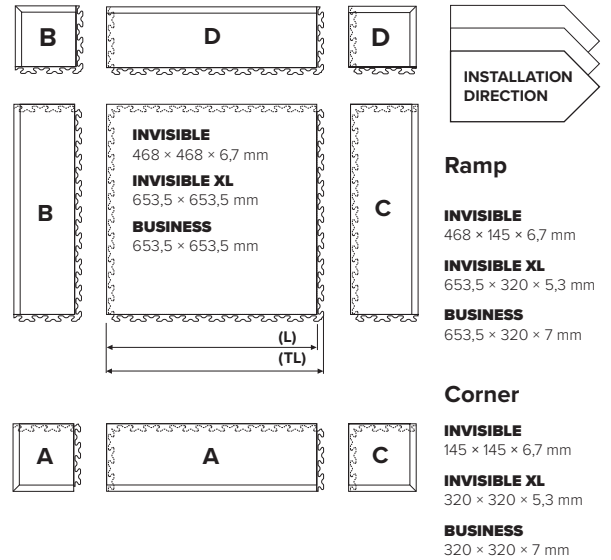 B
D
D
INSTALLATION
DIRECTION
B
INVISIBLE
468 × 468 × 6,7 mm
INVISIBLE XL
653,5 × 653,5 mm
BUSINESS
653,5 × 653,5 mm
C
(L)
(TL)
A
A
C
Ramp
INVISIBLE
468 × 145 × 6,7 mm
INVISIBLE XL
653,5 × 320 × 5,3 mm
BUSINESS
653,5 × 320 × 7 mm
Corner
INVISIBLE
145 × 145 × 6,7 mm
INVISIBLE XL
320 × 320 × 5,3 mm
BUSINESS
320 × 320 × 7 mm